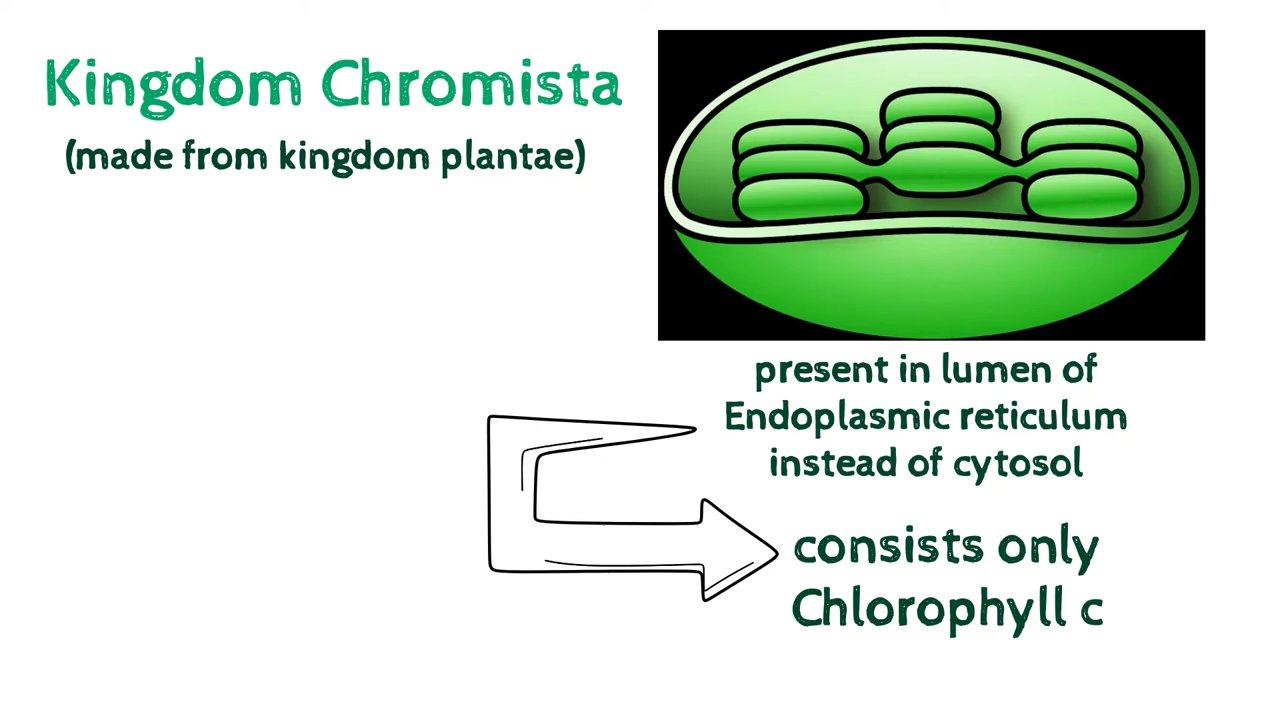 Kingdom Chromista
(made from kingdom plantae)
present in lumen of
Endoplasmic reticulum
instead of cytosol
consists only
Chlorophyll c